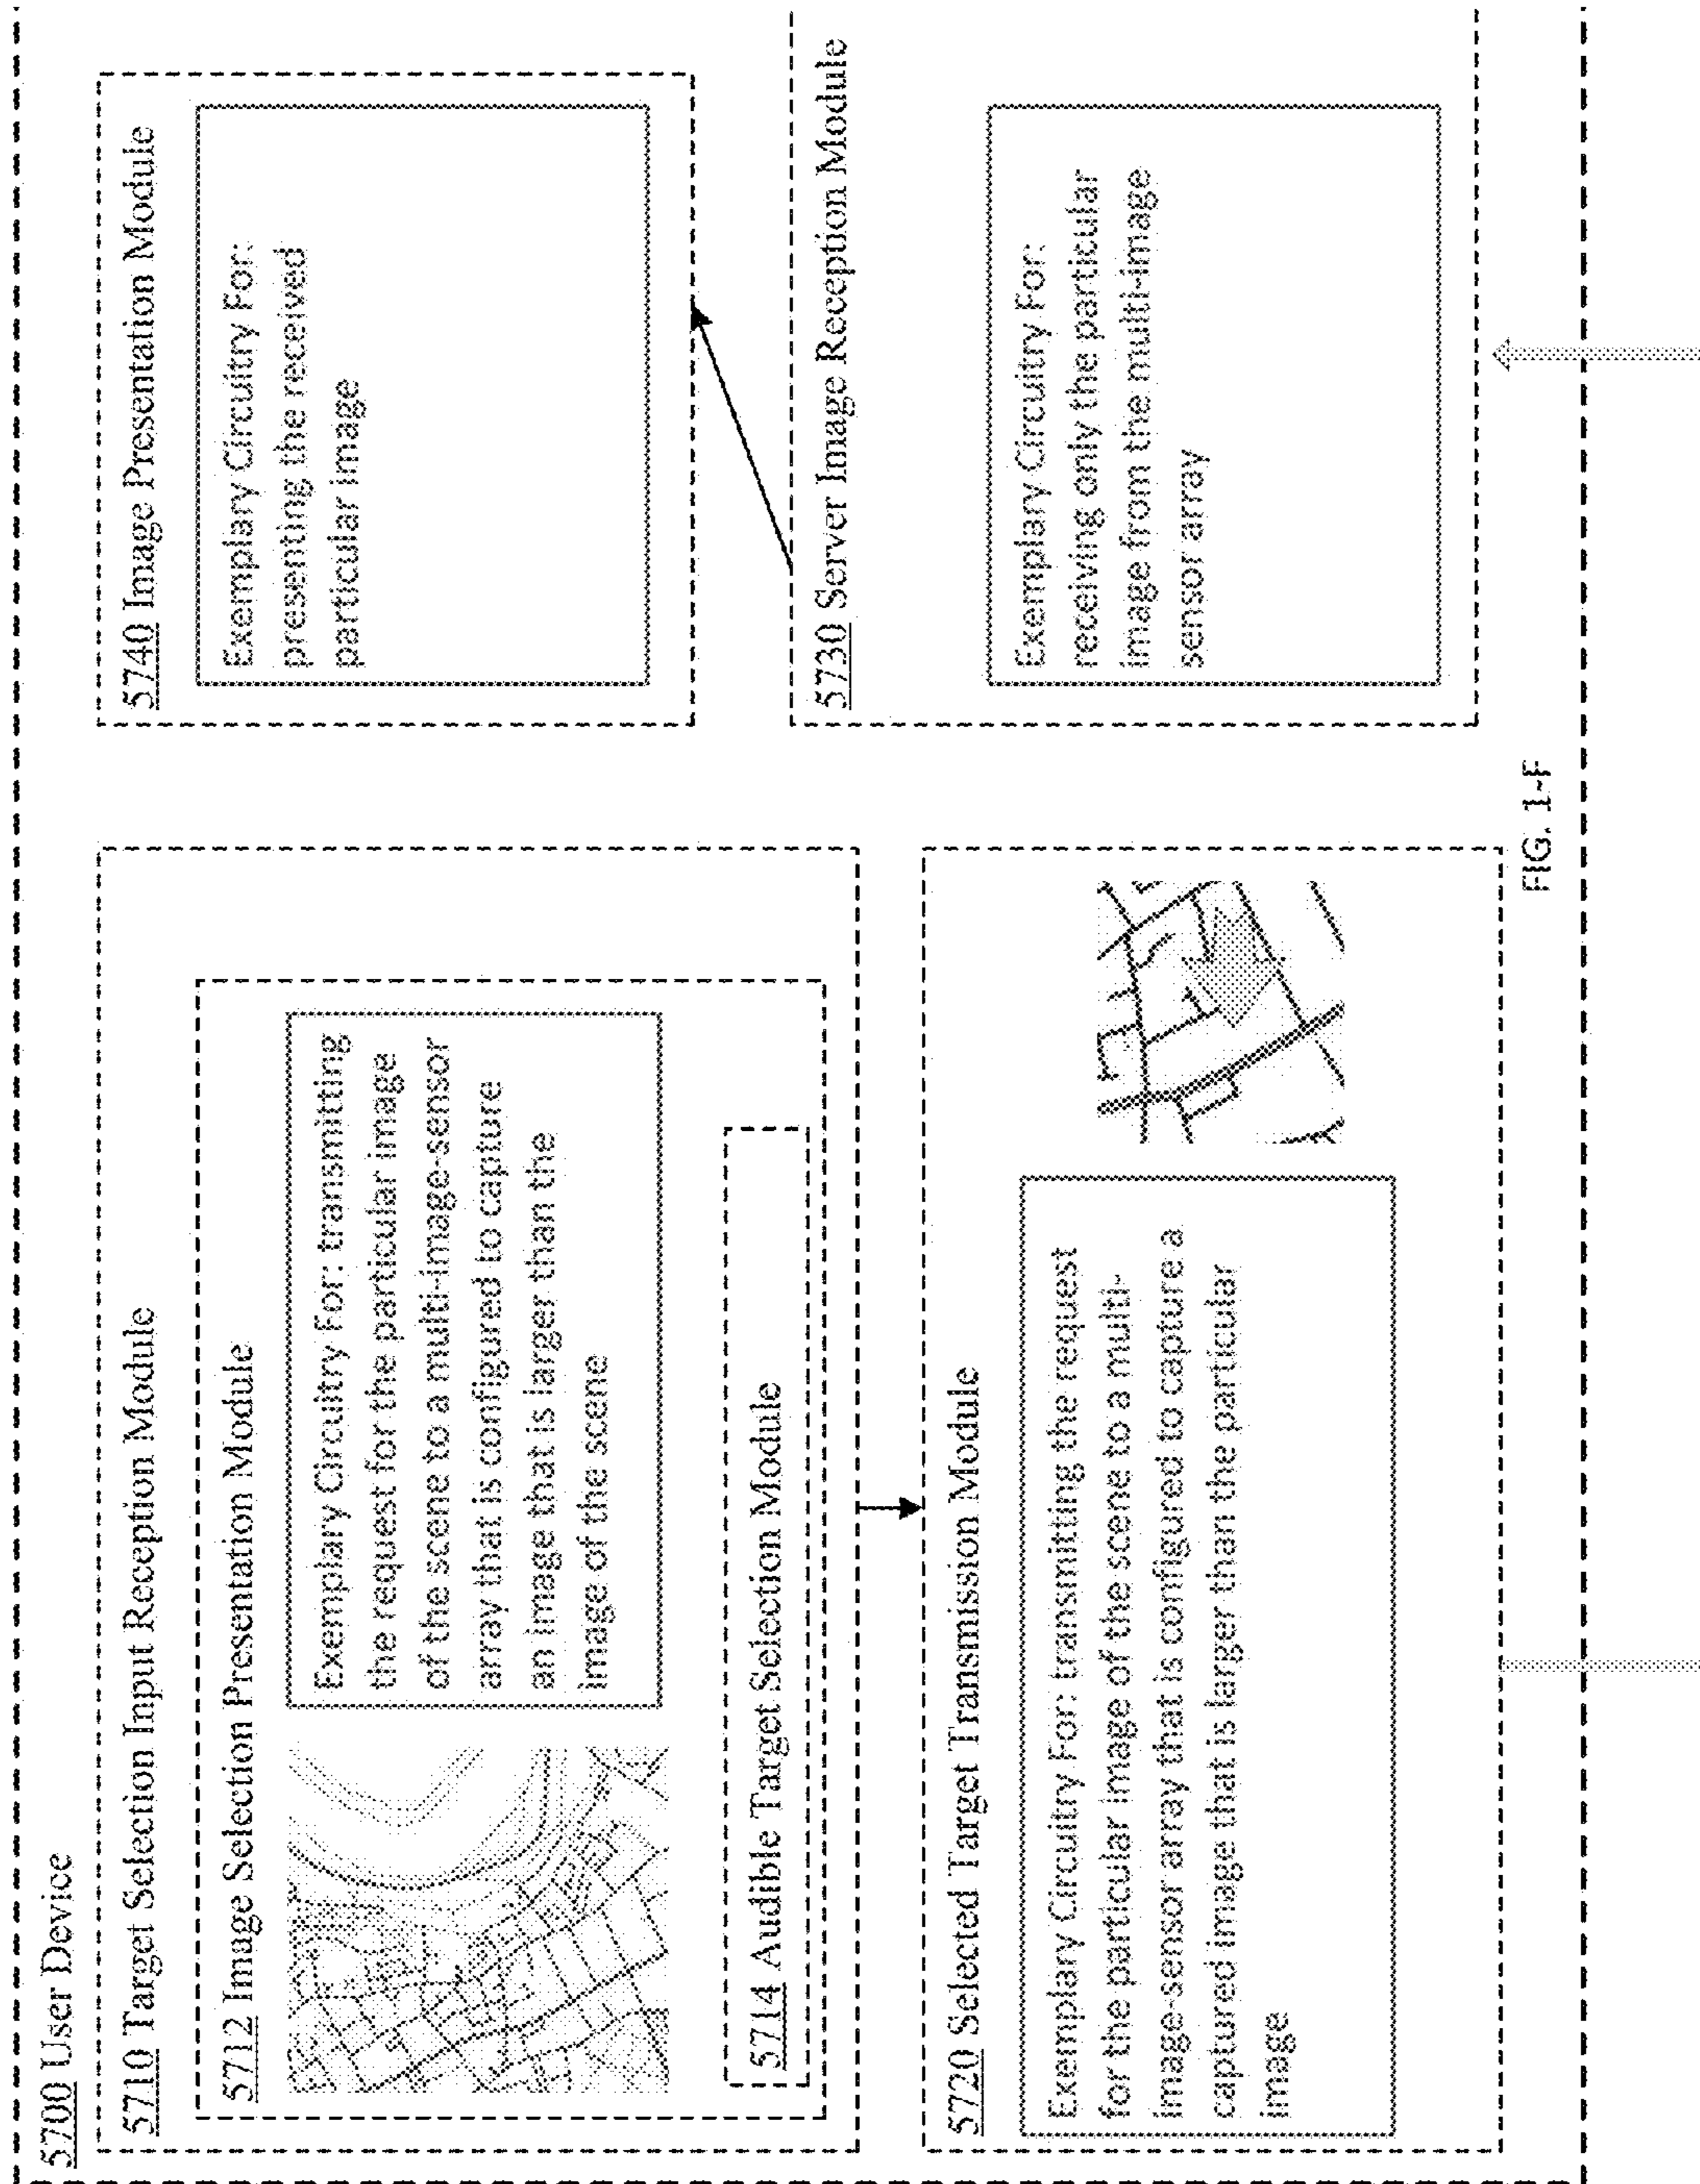 5700 User Device
5710 Target Selection Input Reception Module
5712 Image Selection Presentation Module
Exemplary Circuitry For: transmitting
the request for the particular image
of the scene to a multi-image-sensor
array that is configured to capture
an image that is larger than the
image of the scene
5714 Audible Target Selection Module
5720 Selected Target Transmission Module
Exemplary Circuitry For: transmitting the request
for the particular image of the scene to a multi-
image-sensor array that is configured to capture a
captured image that is larger than the particular
image
5740 Image Presentation Module
Exemplary Circuitry For:
presenting the received
particular image
5730 Server Image Reception Module
Exemplary Circuitry For:
receiving only the particular
image from the multi-image
sensor array
FIG. 1-F